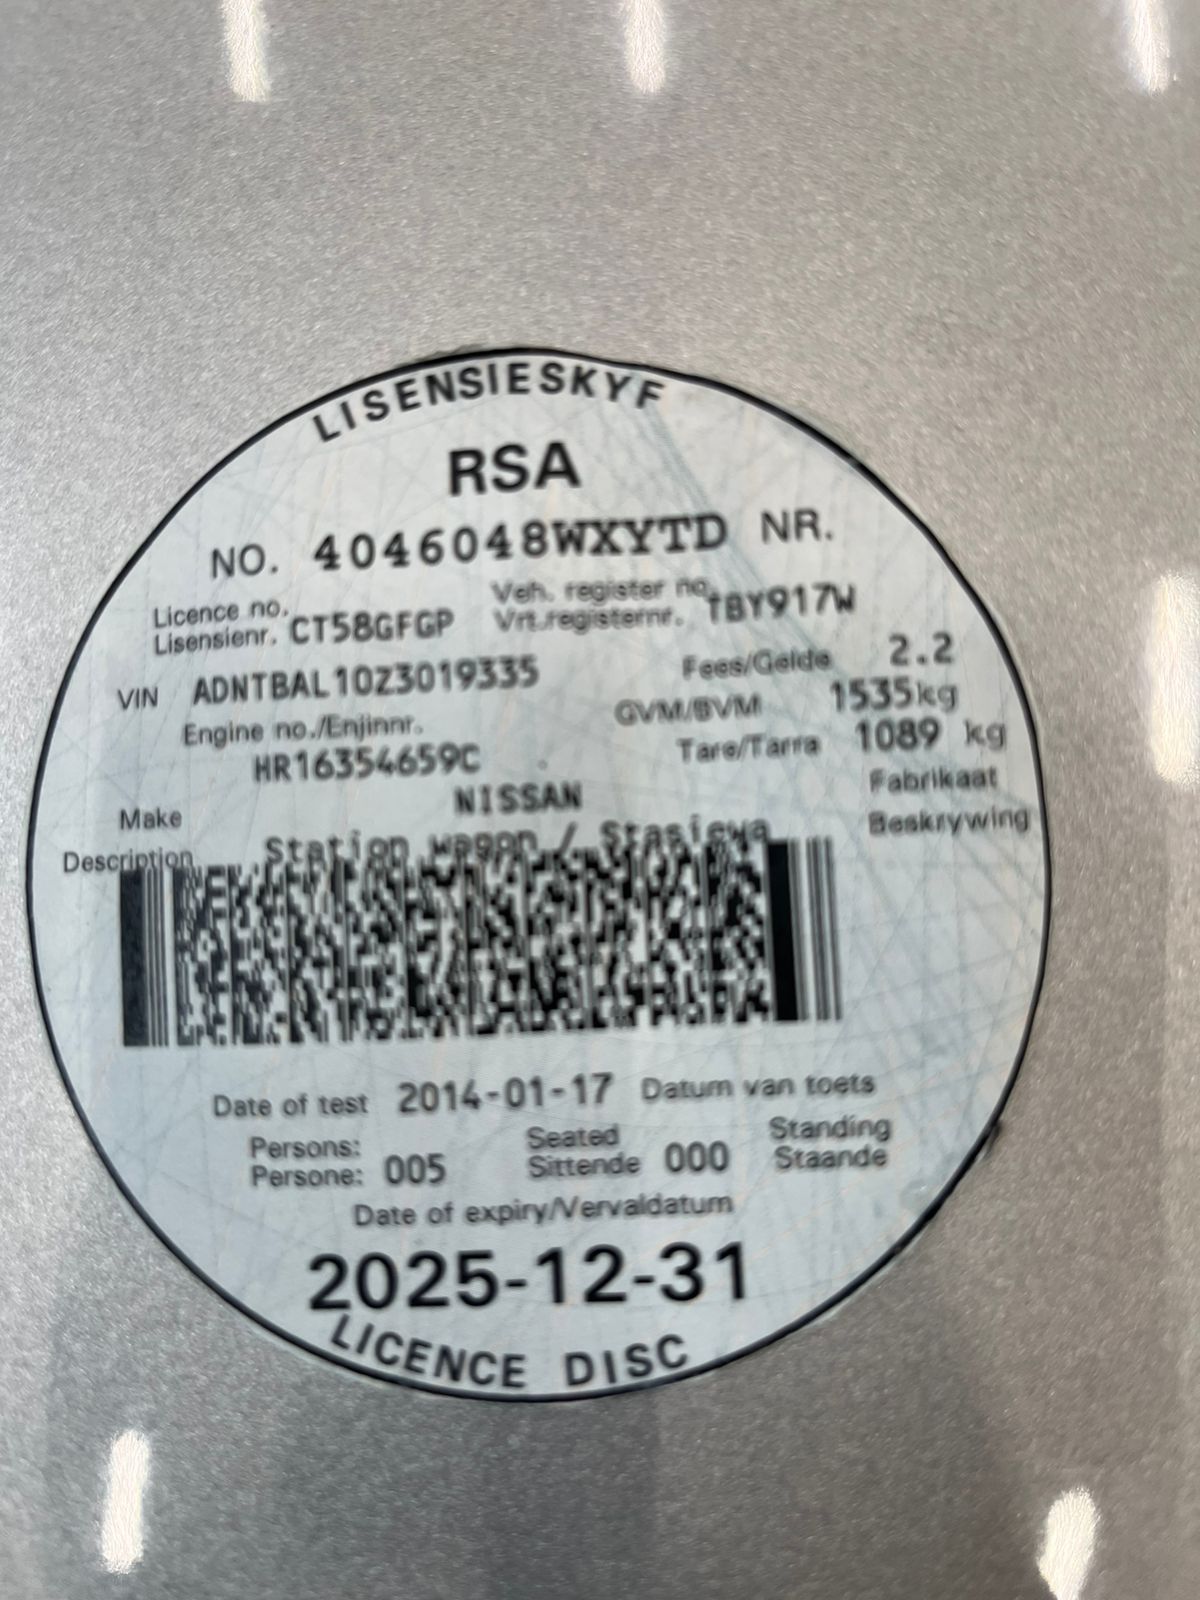 LISENSIESKYF
RSA
NO. 4046048WXYTD NR.
Licence no. Veh. register no.
Lisensienr. CT58GFGP Vrt.registernr. TBY917W
VIN ADNTBAL10Z3019335 Fees/Gelde 2.2
Engine no./Enjinnr. GVM/BVM 1535kg
HR16354659C Tare/Tarra 1089 kg
Make NISSAN Fabrikaat
Description Station wagon / Stasiewa Beskrywing
Date of test 2014-01-17 Datum van toets
Persons: Seated Standing
Persone: 005 Sittende 000 Staande
Date of expiry/Vervaldatum
2025-12-31
LICENCE DISC